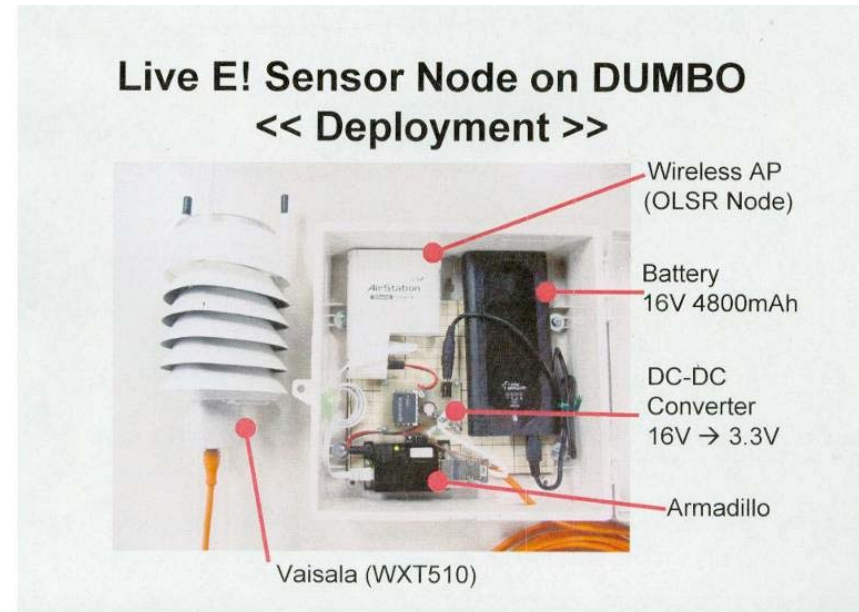 Live E! Sensor Node on DUMBO
<< Deployment >>
Wireless AP
(OLSR Node)
AirStation
Battery
16V 4800mAh
DC-DC
Converter
16V → 3.3V
Armadillo
Vaisala (WXT510)